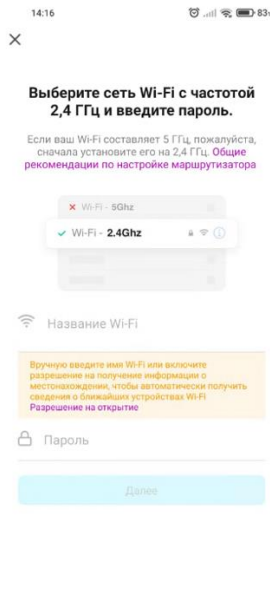 14:16
83
Выберите сеть Wi-Fi с частотой
2,4 ГГц и введите пароль.
Если ваш Wi-Fi составляет 5 ГГц, пожалуйста,
сначала установите его на 2,4 ГГц. Общие
рекомендации по настройке маршрутизатора
Wi-Fi - 5Ghz
Wi-Fi - 2.4Ghz
Название Wi-Fi
Вручную введите имя Wi-Fi или включите
разрешение на получение информации о
местонахождении, чтобы автоматически получить
сведения о ближайших устройствах Wi-Fi
Разрешение на открытие
Пароль
Далее